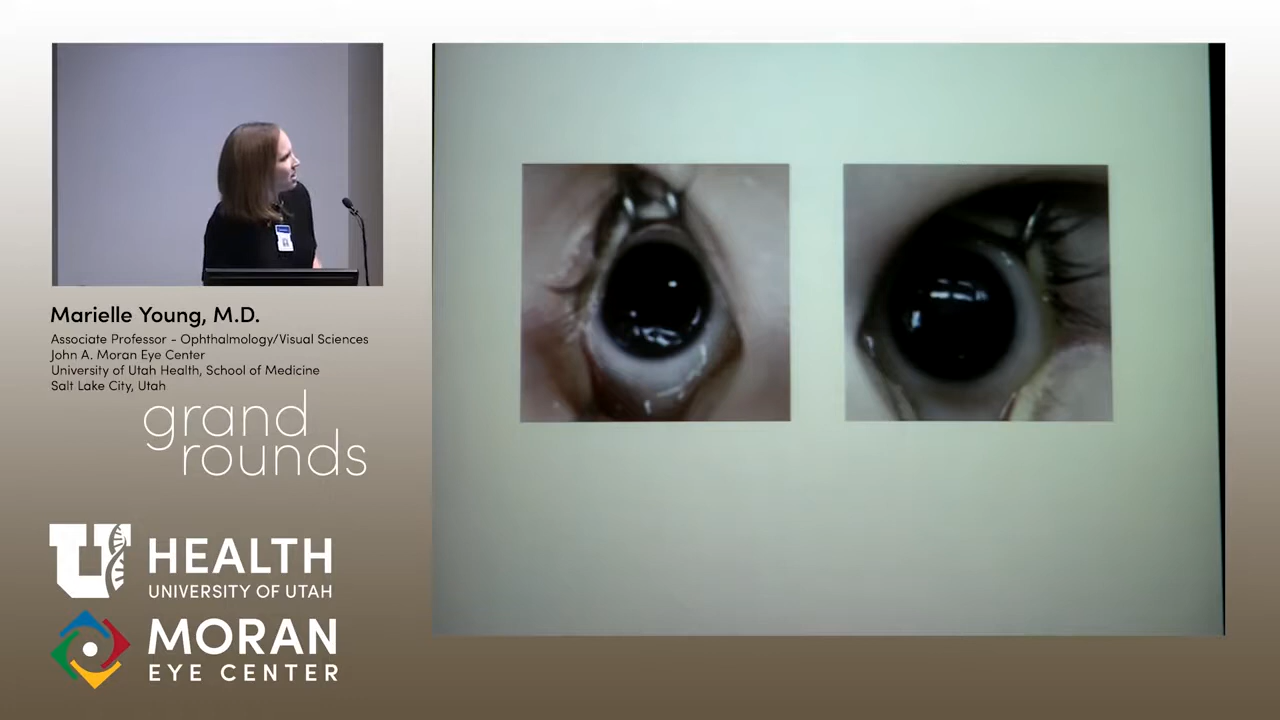 Marielle Young, M.D.
Associate Professor - Ophthalmology/Visual Sciences
John A. Moran Eye Center
University of Utah Health, School of Medicine
Salt Lake City, Utah
grand
rounds
U HEALTH
UNIVERSITY OF UTAH
MORAN
EYE CENTER